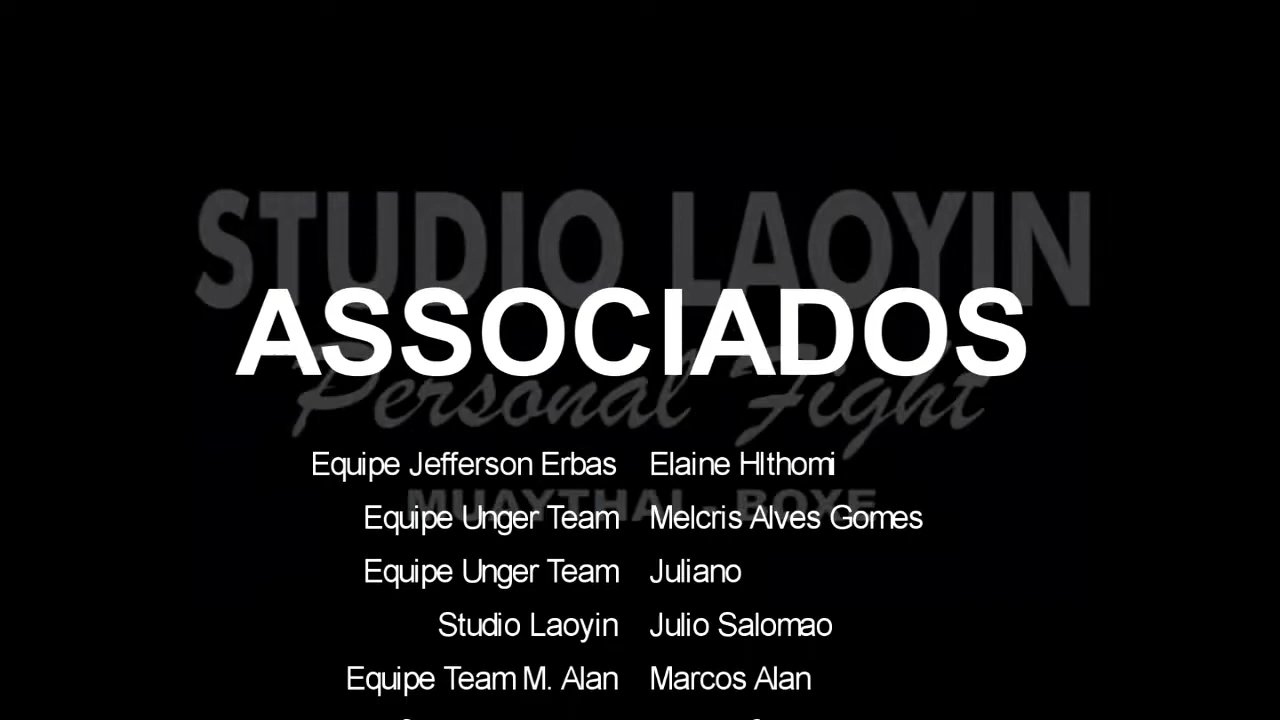 STUDIO LAOYIN
ASSOCIADOS
Personal Fight
Equipe Jefferson Erbas Elaine HIthomi
MUAYTHAI - BOXE
Equipe Unger Team Melcris Alves Gomes
Equipe Unger Team Juliano
Studio Laoyin Julio Salomao
Equipe Team M. Alan Marcos Alan